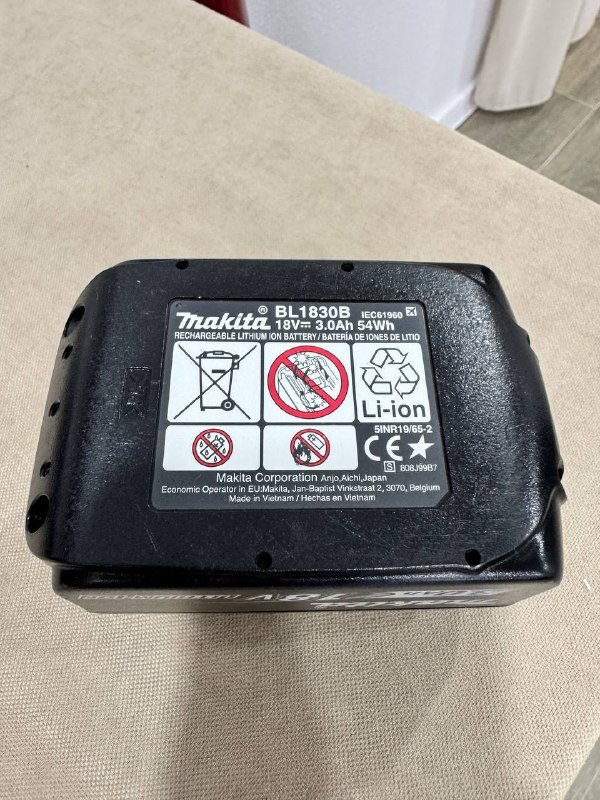 makita® BL1830B IEC61960
18V⎓ 3.0Ah 54Wh
RECHARGEABLE LITHIUM ION BATTERY / BATERÍA DE IONES DE LITIO
Li-ion
5INR19/65-2
CE
S 808J99B7
Makita Corporation Anjo, Aichi, Japan
Economic Operator in EU:Makita, Jan-Baptist Vinkstraat 2, 3070, Belgium
Made in Vietnam / Hechas en Vietnam
18V